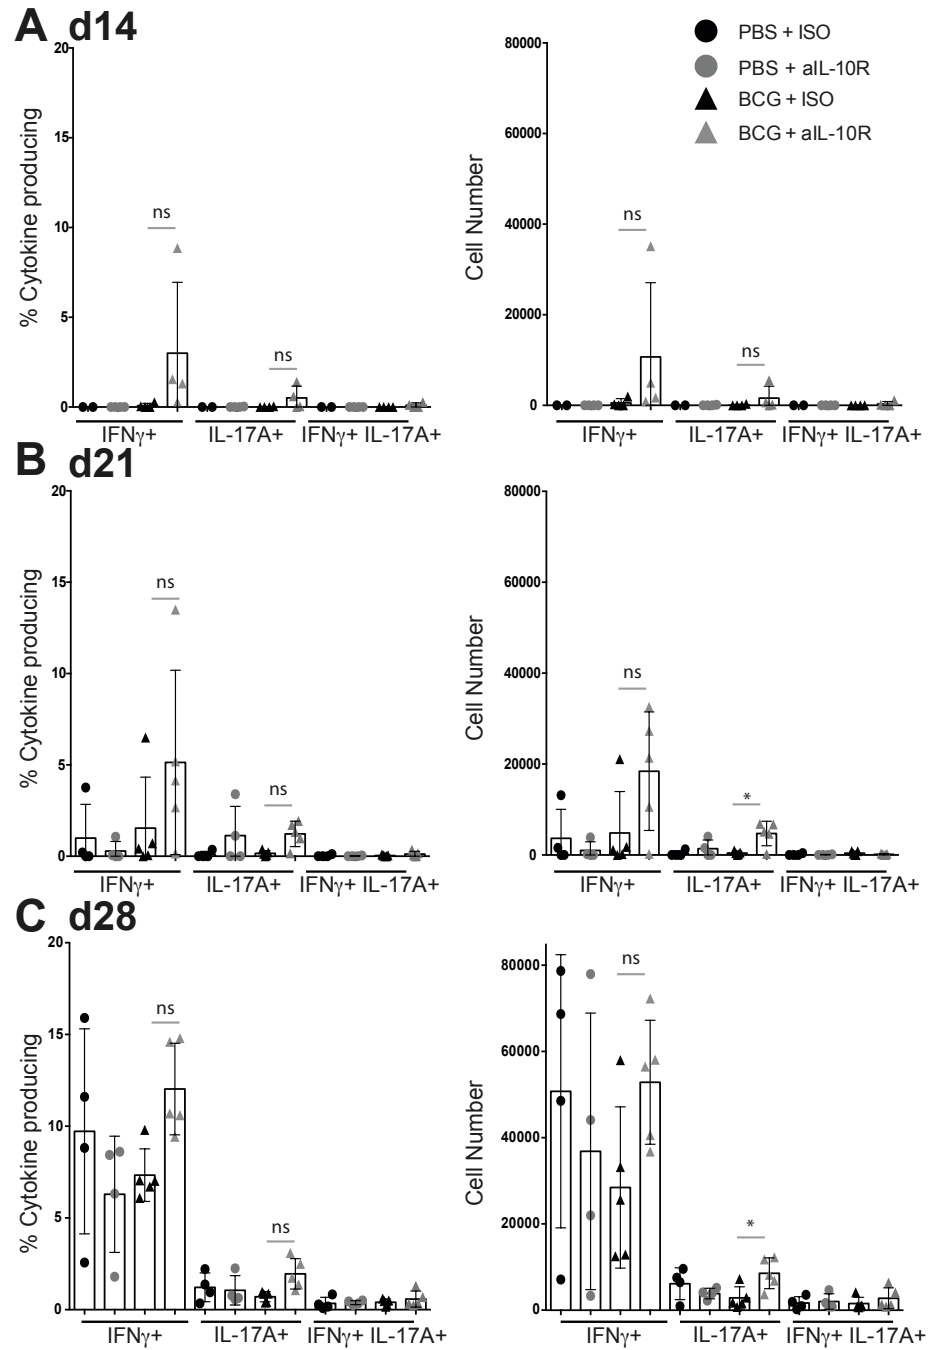 A d14
% Cytokine producing
20
15
10
5
0
ns
ns
IFNγ+ IL-17A+ IFNγ+ IL-17A+
Cell Number
80000
60000
40000
20000
0
ns
ns
IFNγ+ IL-17A+ IFNγ+ IL-17A+
PBS + ISO
PBS + aIL-10R
BCG + ISO
BCG + aIL-10R
B d21
% Cytokine producing
20
15
10
5
0
ns
ns
IFNγ+ IL-17A+ IFNγ+ IL-17A+
Cell Number
80000
60000
40000
20000
0
ns
*
IFNγ+ IL-17A+ IFNγ+ IL-17A+
C d28
% Cytokine producing
20
15
10
5
0
ns
ns
IFNγ+ IL-17A+ IFNγ+ IL-17A+
Cell Number
80000
60000
40000
20000
0
ns
*
IFNγ+ IL-17A+ IFNγ+ IL-17A+